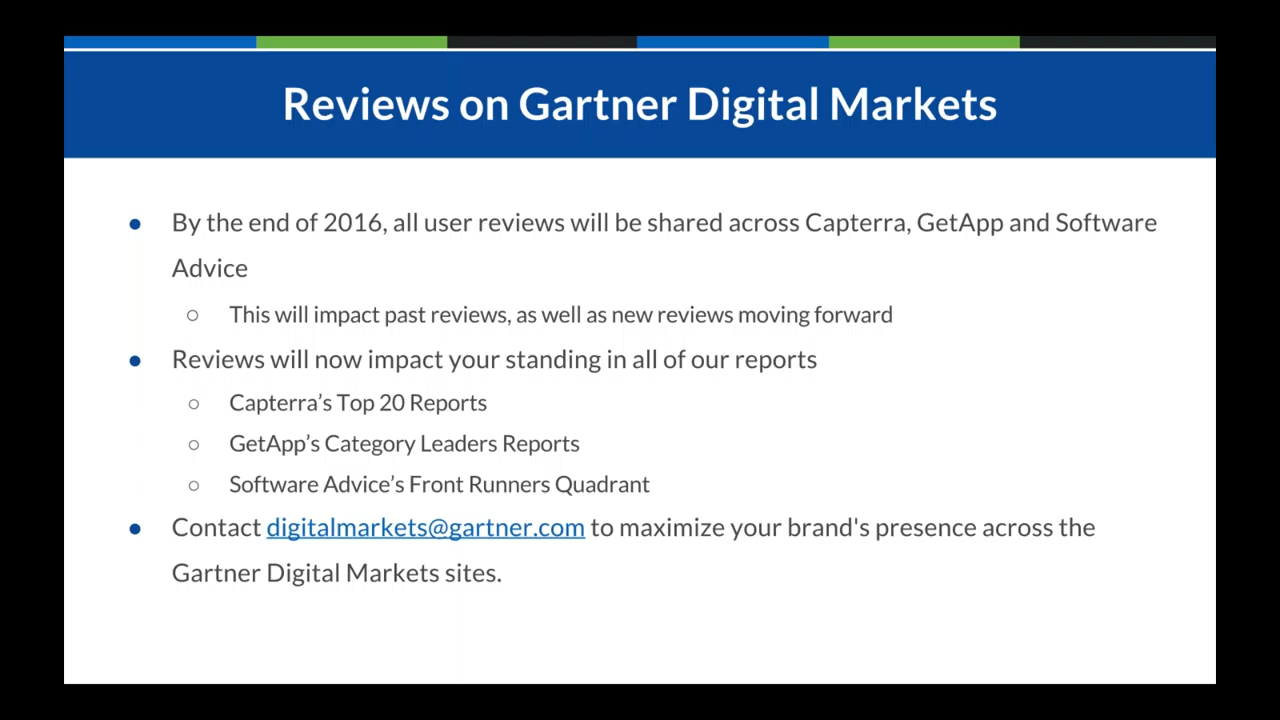 Reviews on Gartner Digital Markets
● By the end of 2016, all user reviews will be shared across Capterra, GetApp and Software
Advice
○ This will impact past reviews, as well as new reviews moving forward
● Reviews will now impact your standing in all of our reports
○ Capterra’s Top 20 Reports
○ GetApp’s Category Leaders Reports
○ Software Advice’s Front Runners Quadrant
● Contact digitalmarkets@gartner.com to maximize your brand's presence across the
Gartner Digital Markets sites.